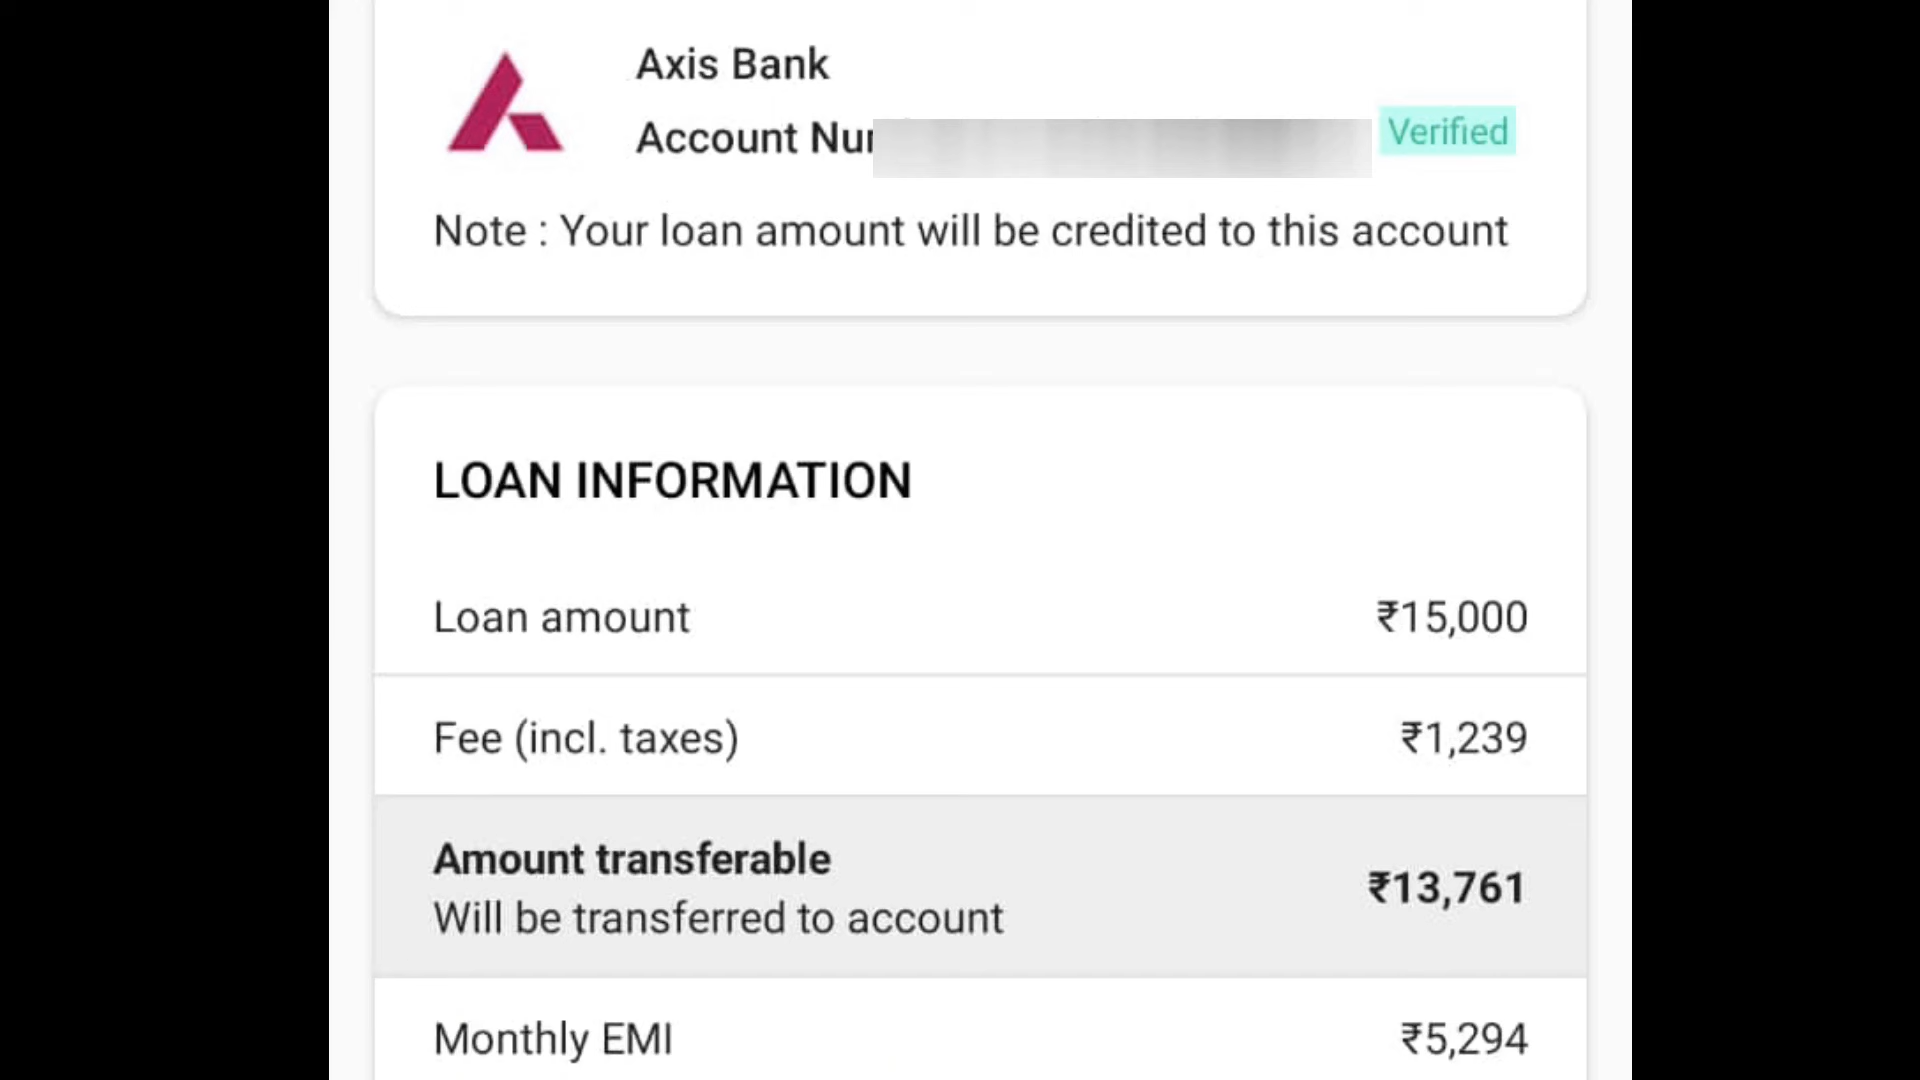 Axis Bank
Account
Verified
Note : Your loan amount will be credited to this account
LOAN INFORMATION
Loan amount ₹15,000
Fee (incl. taxes) ₹1,239
Amount transferable
₹13,761
Will be transferred to account
Monthly EMI ₹5,294